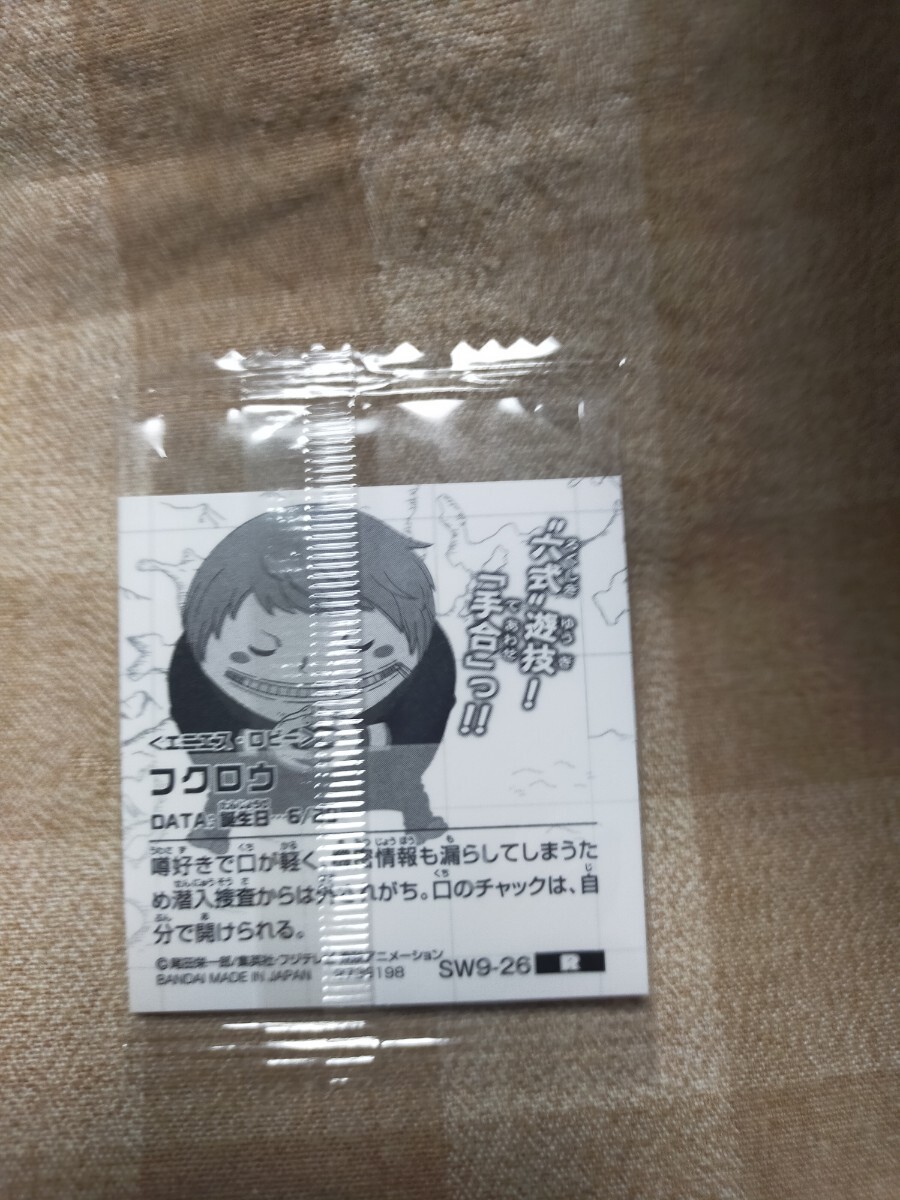 "六式"遊技!
「手合」っ!!
<エニエス・ロビー>
フクロウ
DATA: 誕生日…6/29
噂好きで口が軽く、機密情報も漏らしてしまうた
め潜入捜査からは外されがち。口のチャックは、自
分で開けられる。
©尾田栄一郎/集英社・フジテレビ・東映アニメーション
BANDAI MADE IN JAPAN
SW9-26 R